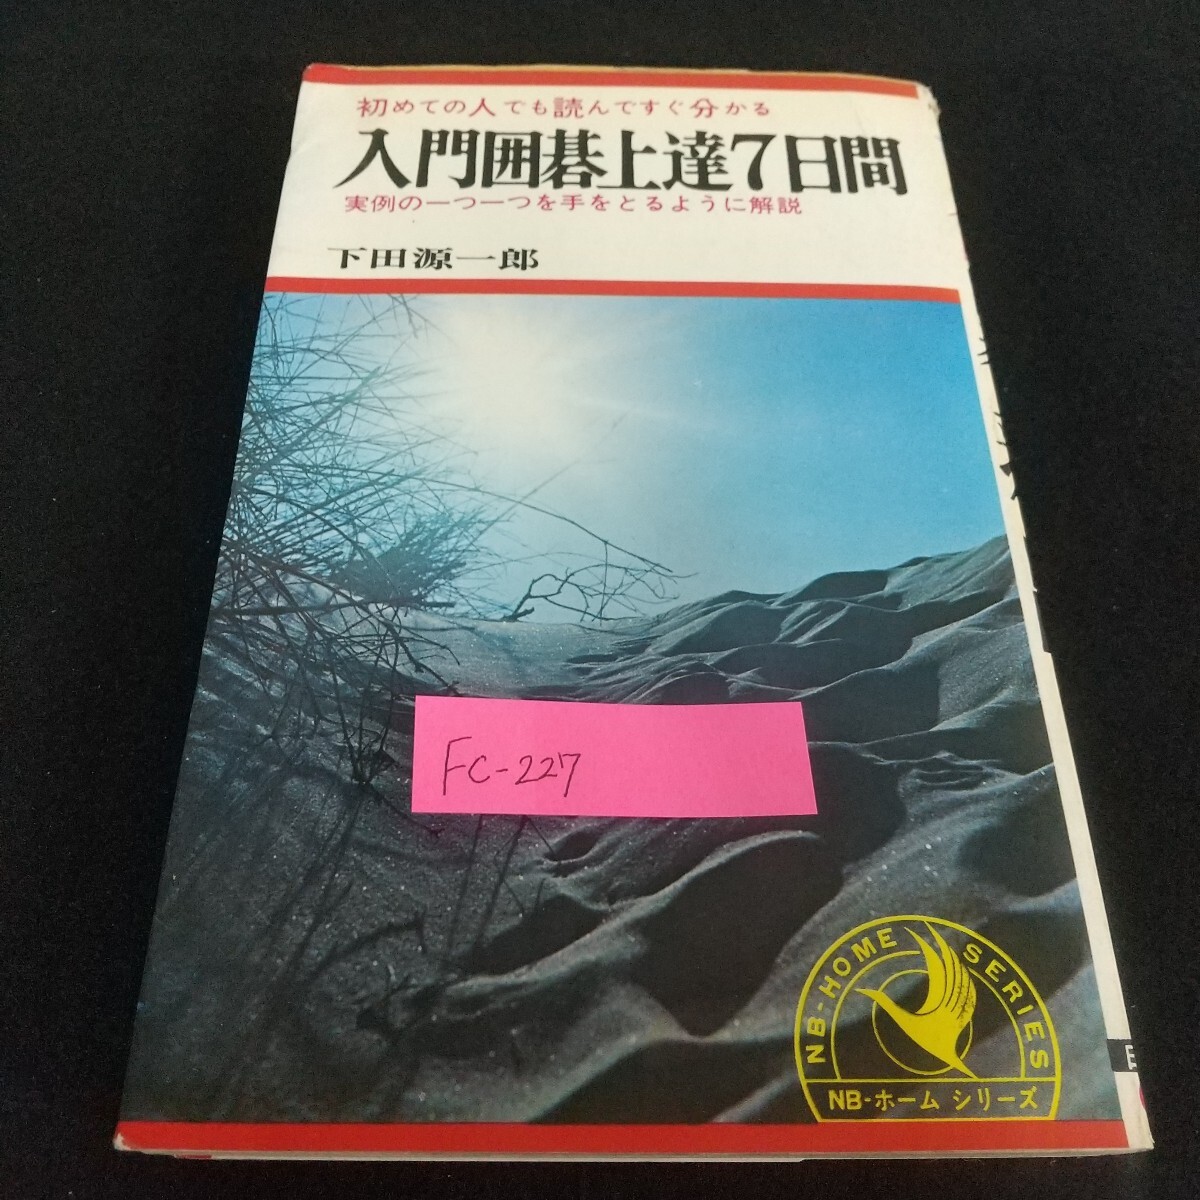 初めての人でも読んですぐ分かる
入門囲碁上達7日間
実例の一つ一つを手をとるように解説
下田源一郎
FC-227
NB-HOME SERIES
NB-ホーム シリーズ